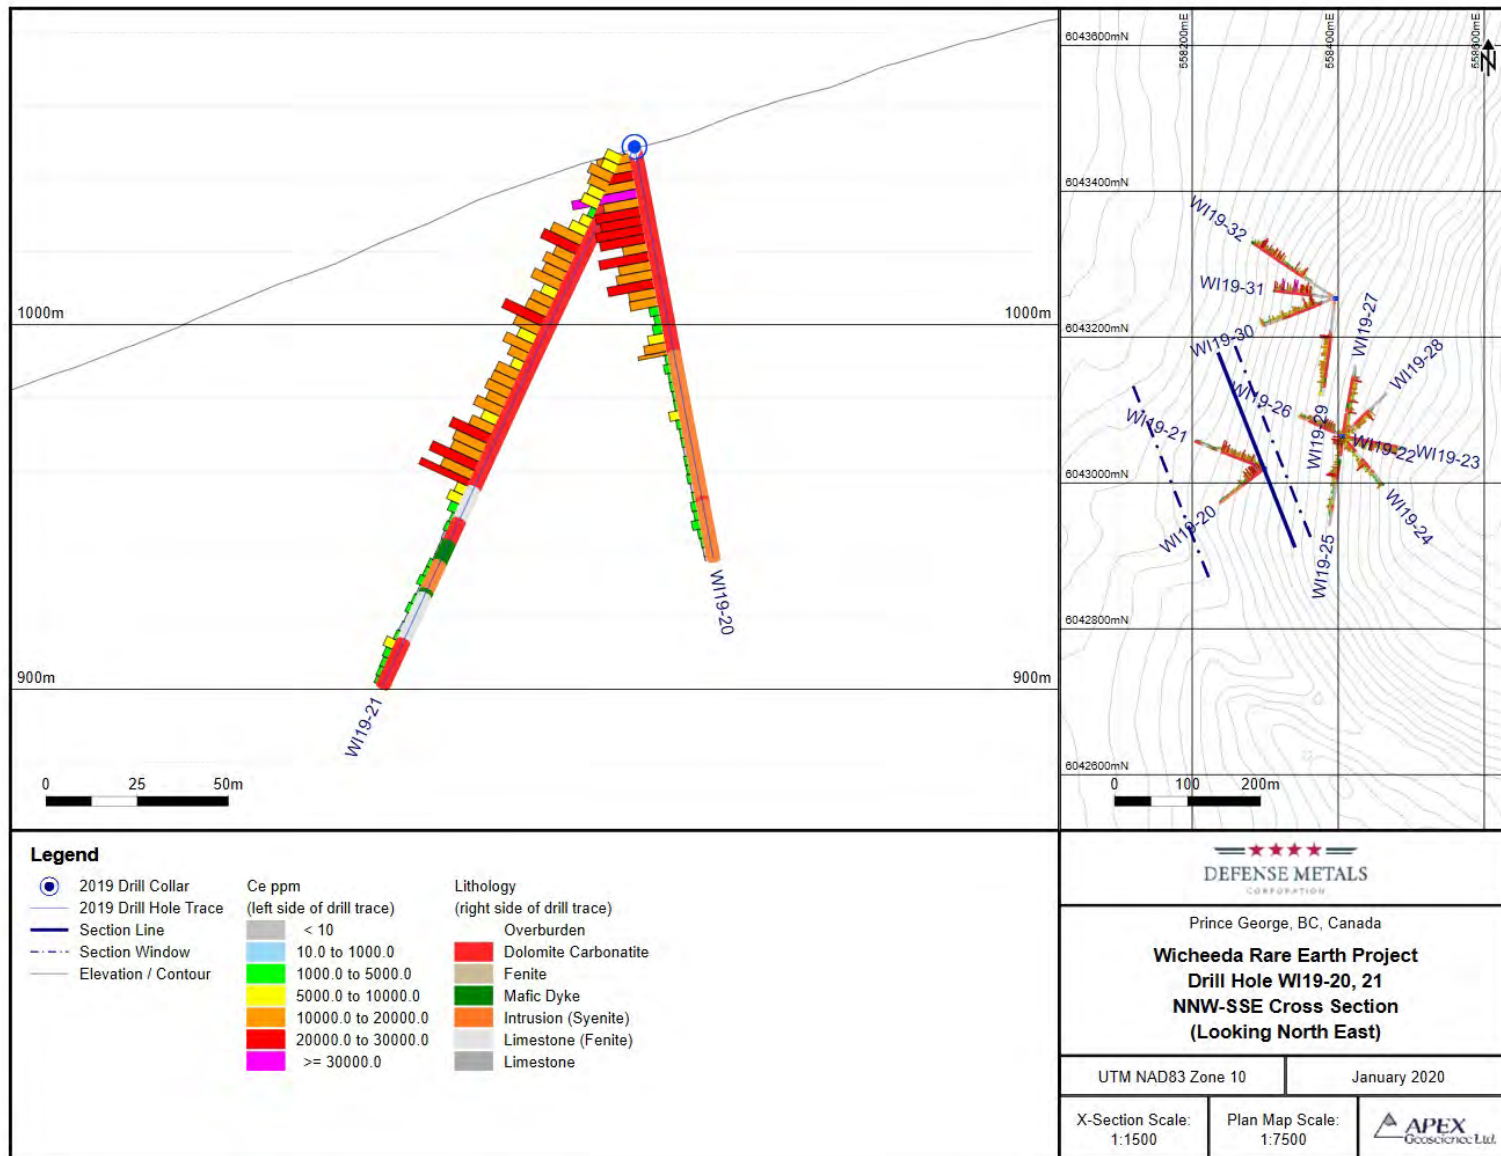 6043600mN
558200mE
558400mE
558600mE
N
6043400mN
WI19-32
WI19-31
WI19-27
6043200mN
WI19-30
WI19-28
WI19-26
WI19-21
WI19-29
WI19-22
WI19-23
6043000mN
WI19-20
WI19-24
WI19-25
6042800mN
6042600mN
0 100 200m
1000m 1000m
WI19-20
900m 900m
WI19-21
0 25 50m
Legend
2019 Drill Collar
2019 Drill Hole Trace
Section Line
Section Window
Elevation / Contour
Ce ppm
(left side of drill trace)
< 10
10.0 to 1000.0
1000.0 to 5000.0
5000.0 to 10000.0
10000.0 to 20000.0
20000.0 to 30000.0
>= 30000.0
Lithology
(right side of drill trace)
Overburden
Dolomite Carbonatite
Fenite
Mafic Dyke
Intrusion (Syenite)
Limestone (Fenite)
Limestone
DEFENSE METALS
CORPORATION
Prince George, BC, Canada
Wicheeda Rare Earth Project
Drill Hole WI19-20, 21
NNW-SSE Cross Section
(Looking North East)
UTM NAD83 Zone 10
January 2020
X-Section Scale:
1:1500
Plan Map Scale:
1:7500
APEX
Geoscience Ltd.